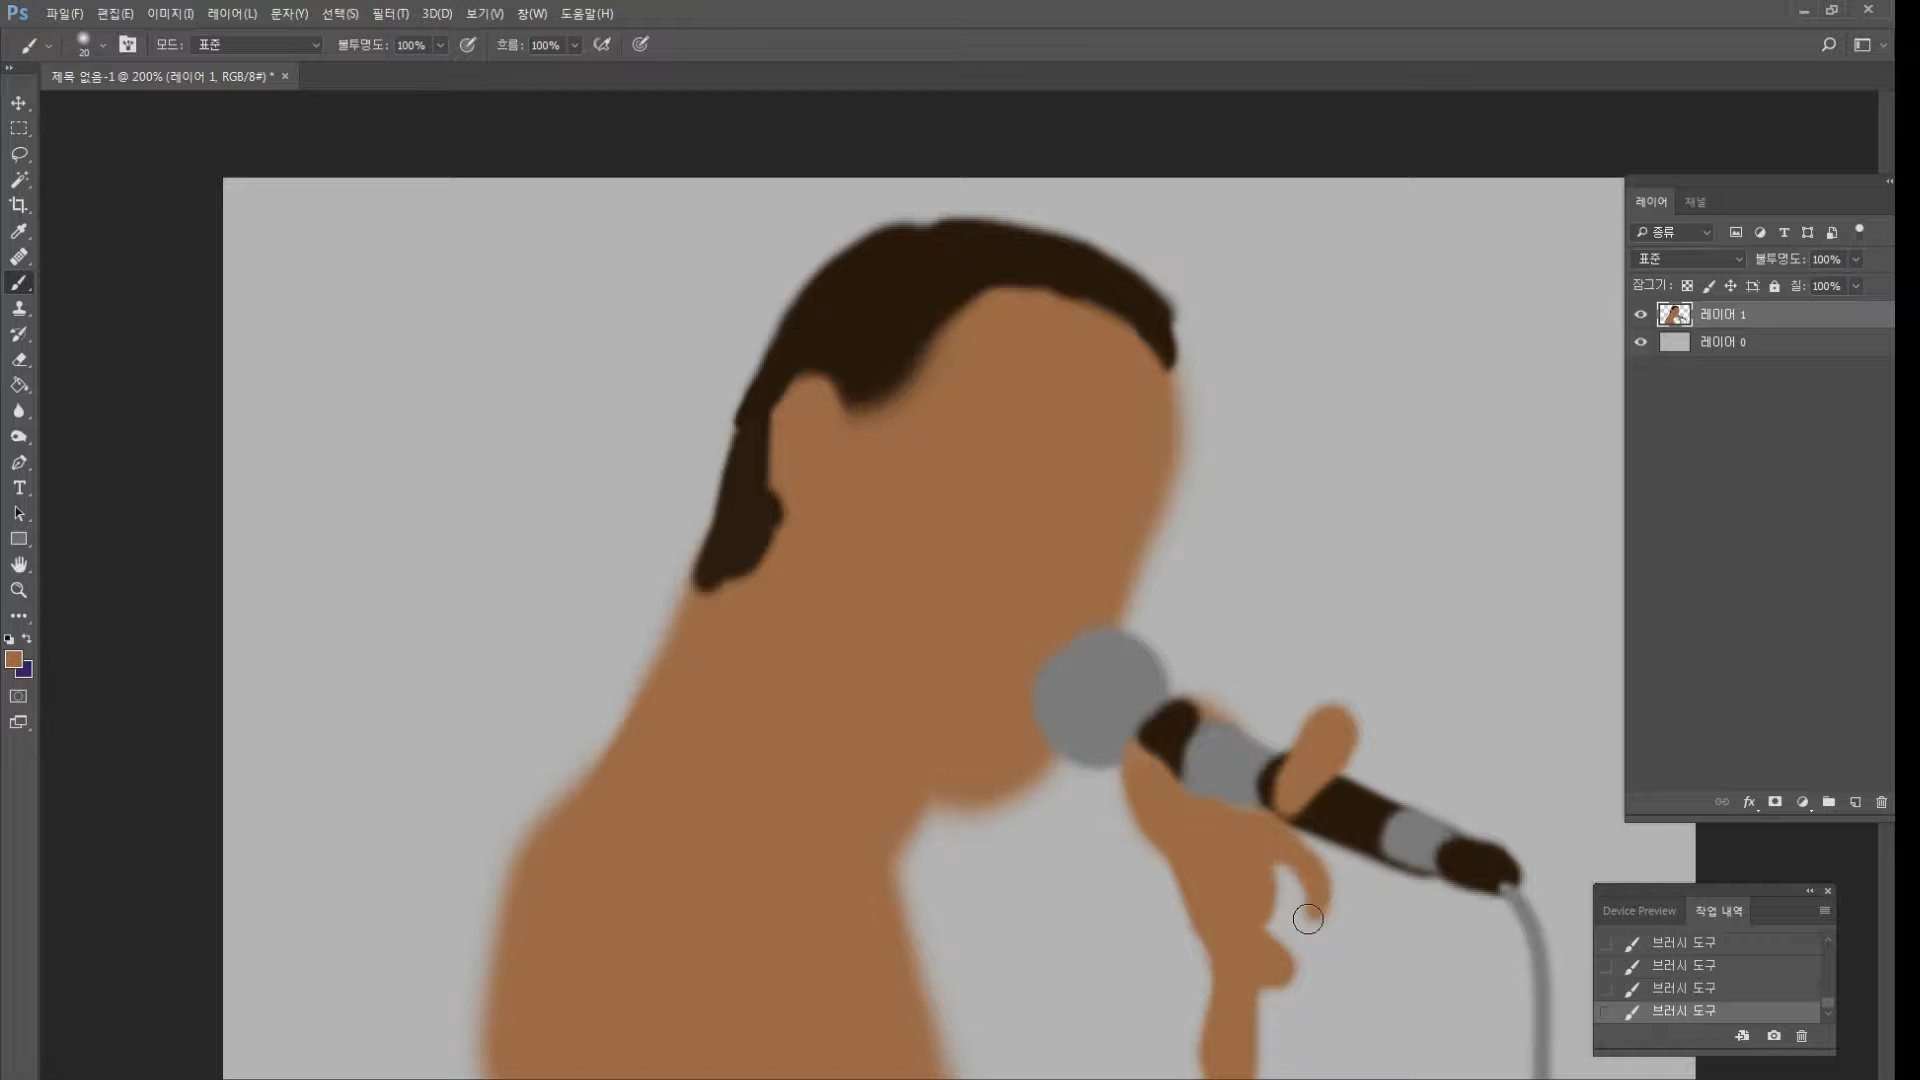 Ps 파일(F) 편집(E) 이미지(I) 레이어(L) 문자(Y) 선택(S) 필터(T) 3D(D) 보기(V) 창(W) 도움말(H)
20 모드: 표준 불투명도: 100% 흐름: 100%
제목 없음-1 @ 200% (레이어 1, RGB/8#) *
레이어 채널
종류
표준 불투명도: 100%
잠그기: 칠: 100%
레이어 1
레이어 0
fx
Device Preview 작업 내역
브러시 도구
브러시 도구
브러시 도구
브러시 도구